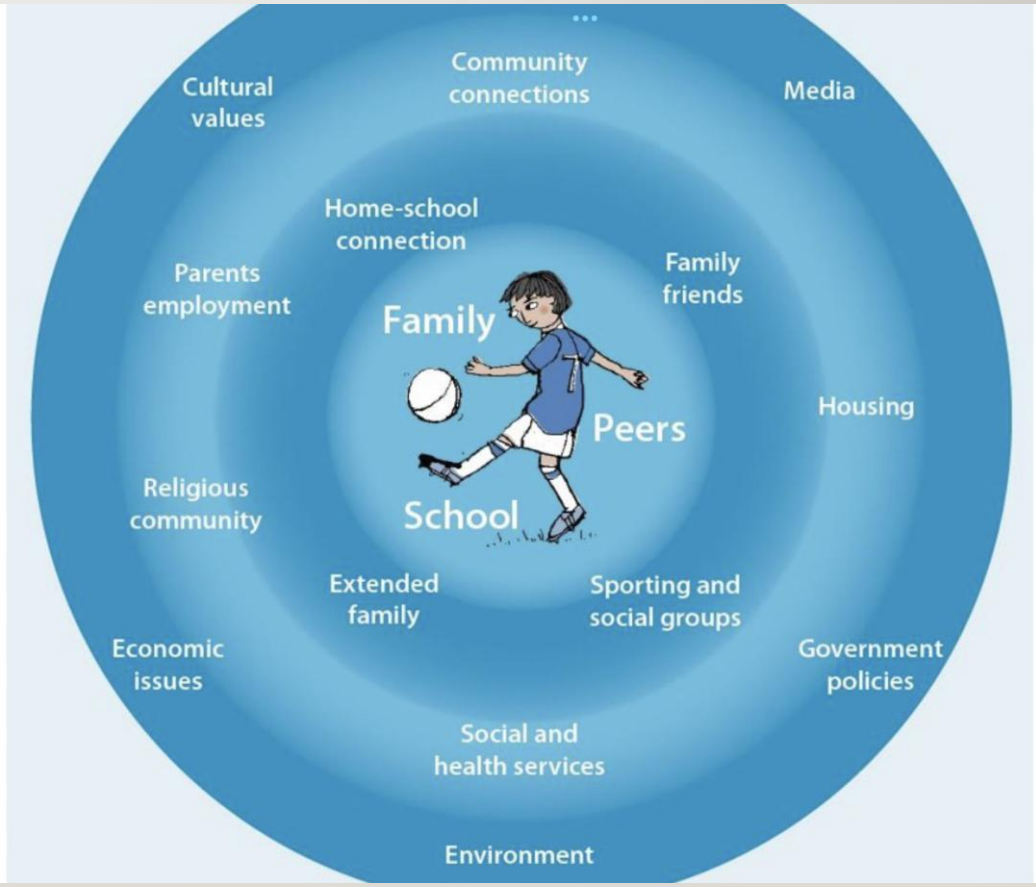 Community
connections
Cultural
values
Media
Home-school
connection
Family
friends
Parents
employment
Family
7
Housing
Peers
Religious
community
School
Extended
family
Sporting and
social groups
Economic
issues
Government
policies
Social and
health services
Environment